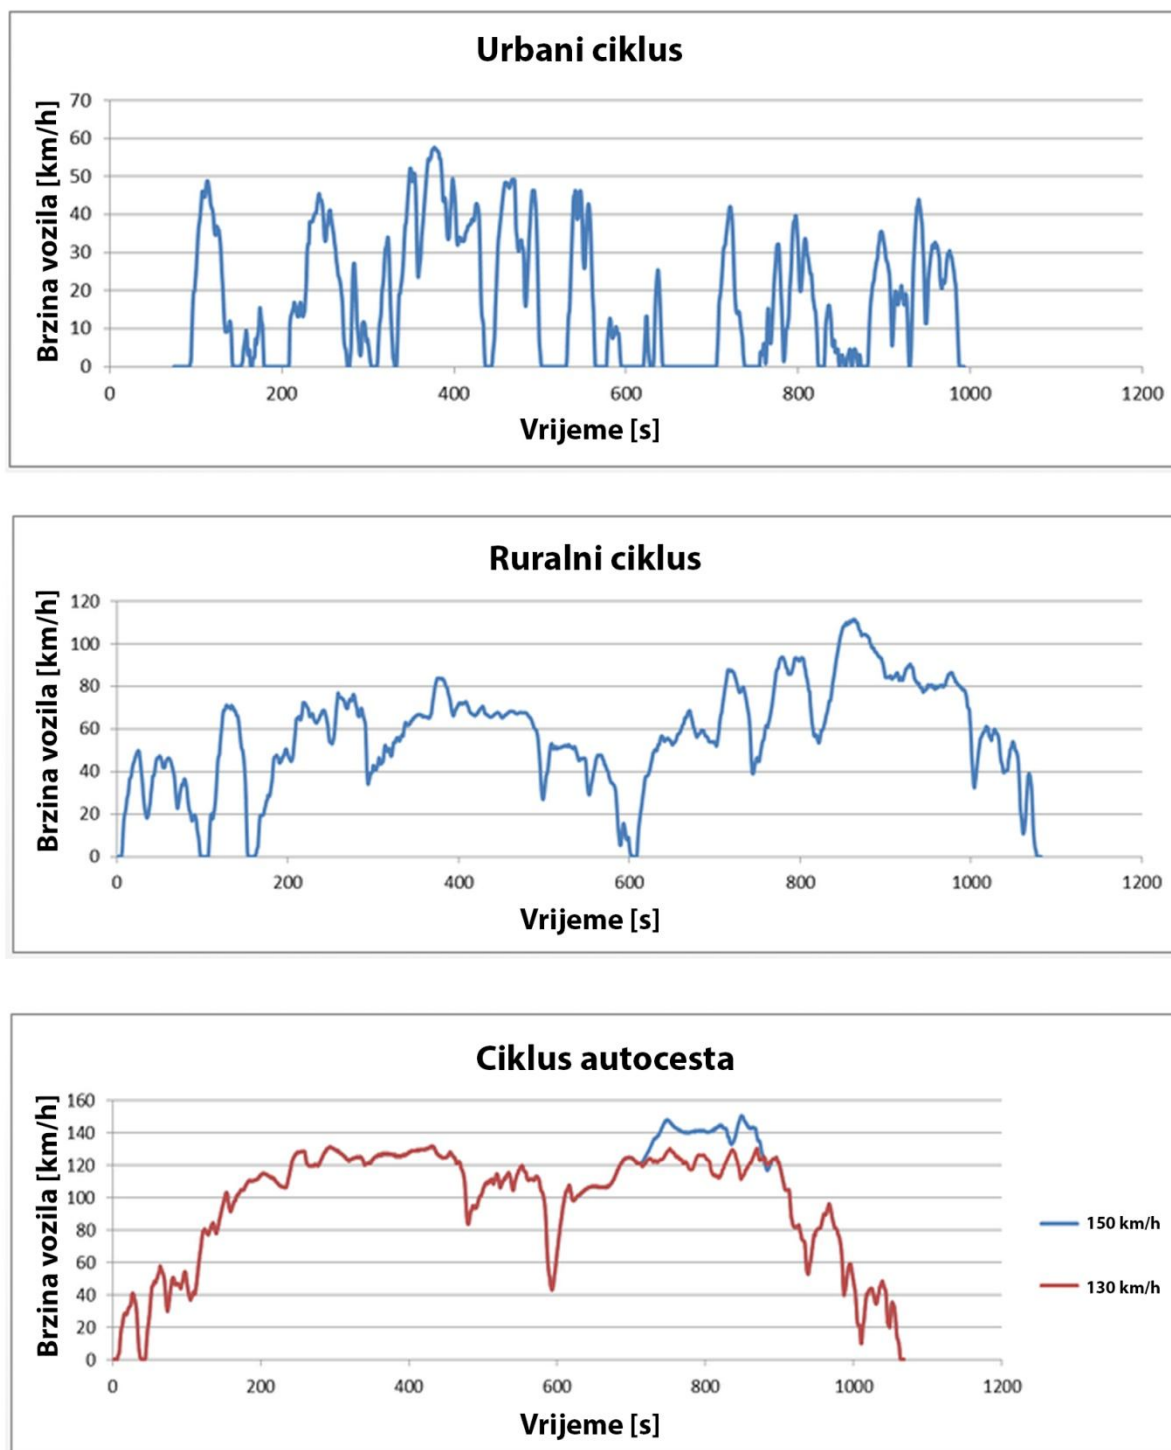 Urbani ciklus
Brzina vozila [km/h]
70
60
50
40
30
20
10
0
0 200 400 600 800 1000 1200
Vrijeme [s]
Ruralni ciklus
Brzina vozila [km/h]
120
100
80
60
40
20
0
0 200 400 600 800 1000 1200
Vrijeme [s]
Ciklus autocesta
Brzina vozila [km/h]
160
140
120
100
80
60
40
20
0
0 200 400 600 800 1000 1200
Vrijeme [s]
150 km/h
130 km/h